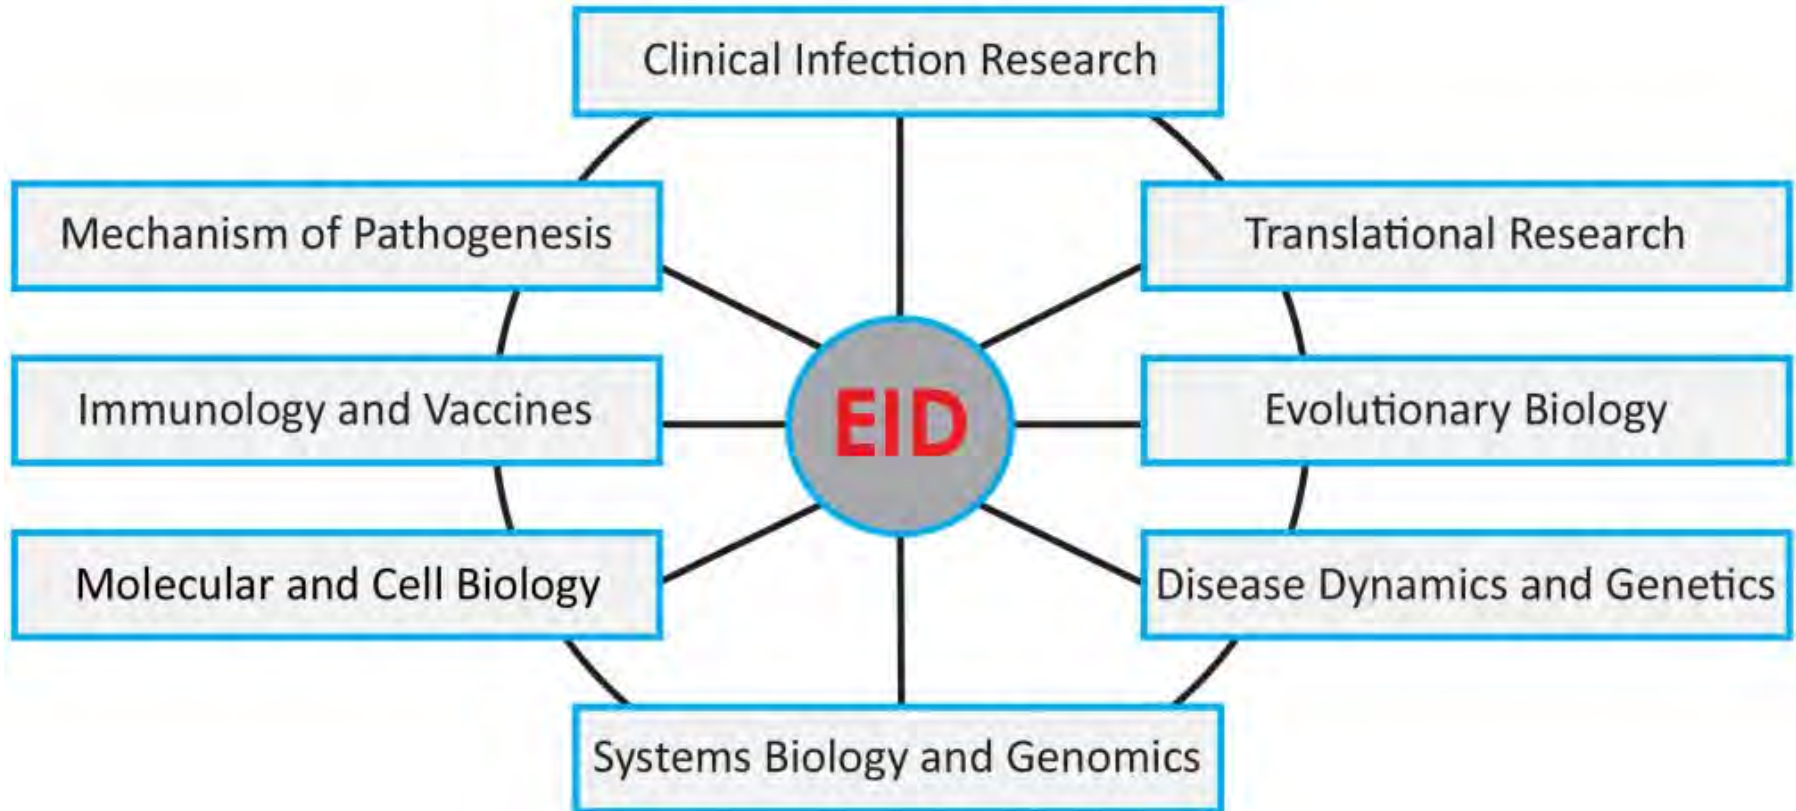 Clinical Infection Research
Mechanism of Pathogenesis
Translational Research
Immunology and Vaccines
EID
Evolutionary Biology
Molecular and Cell Biology
Disease Dynamics and Genetics
Systems Biology and Genomics